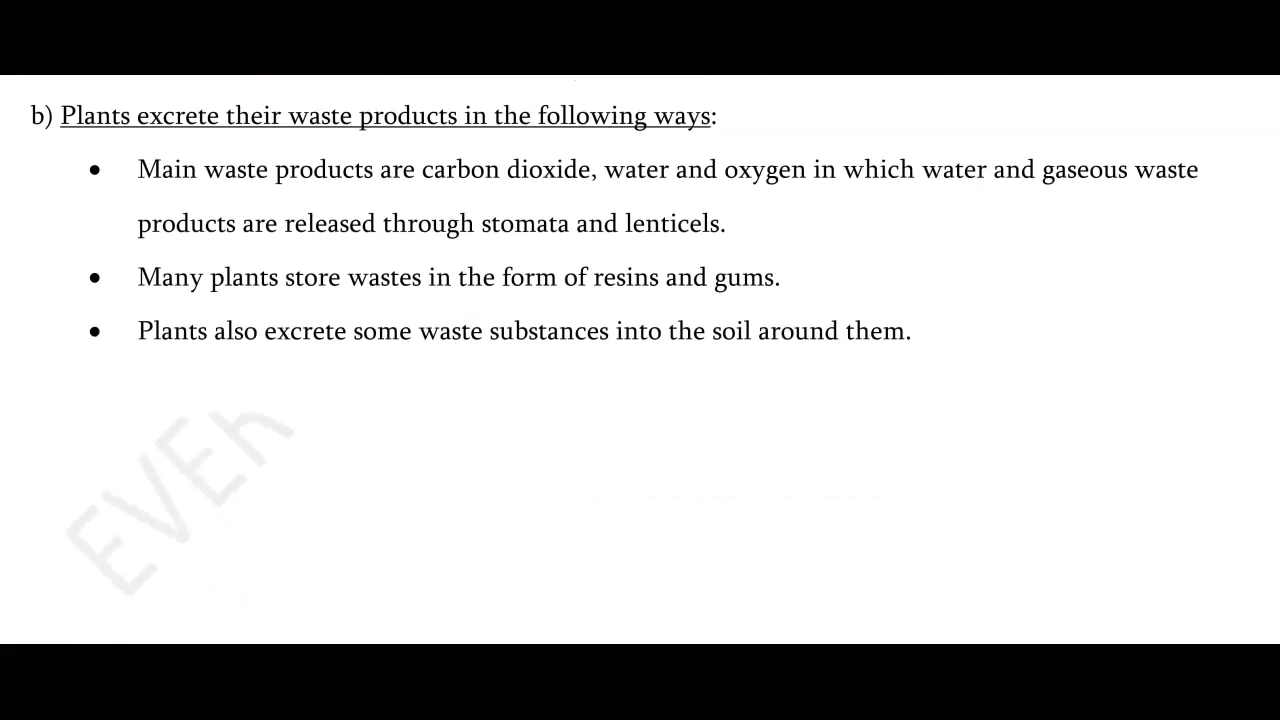 b) Plants excrete their waste products in the following ways:
• Main waste products are carbon dioxide, water and oxygen in which water and gaseous waste
products are released through stomata and lenticels.
• Many plants store wastes in the form of resins and gums.
• Plants also excrete some waste substances into the soil around them.
EVER